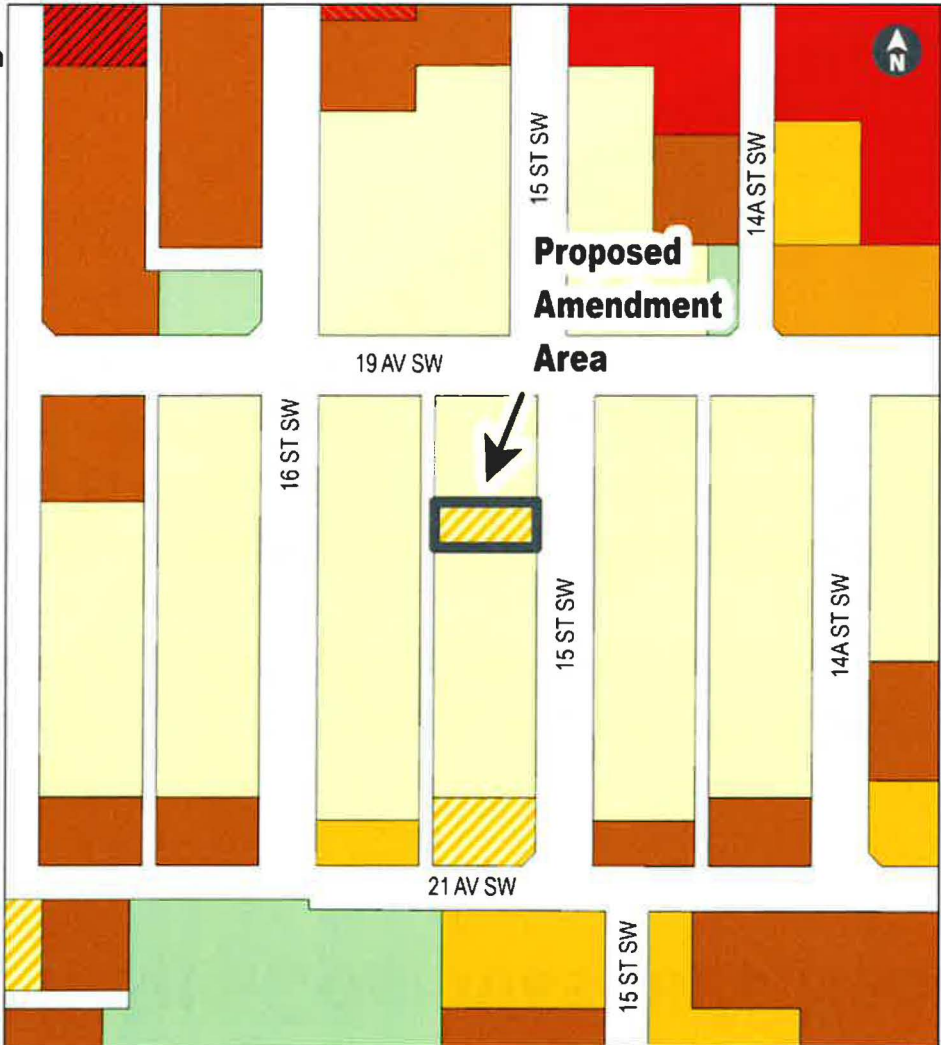 N
15 ST SW
14A ST SW
Proposed
Amendment
Area
19 AV SW
16 ST SW
15 ST SW
14A ST SW
21 AV SW
15 ST SW